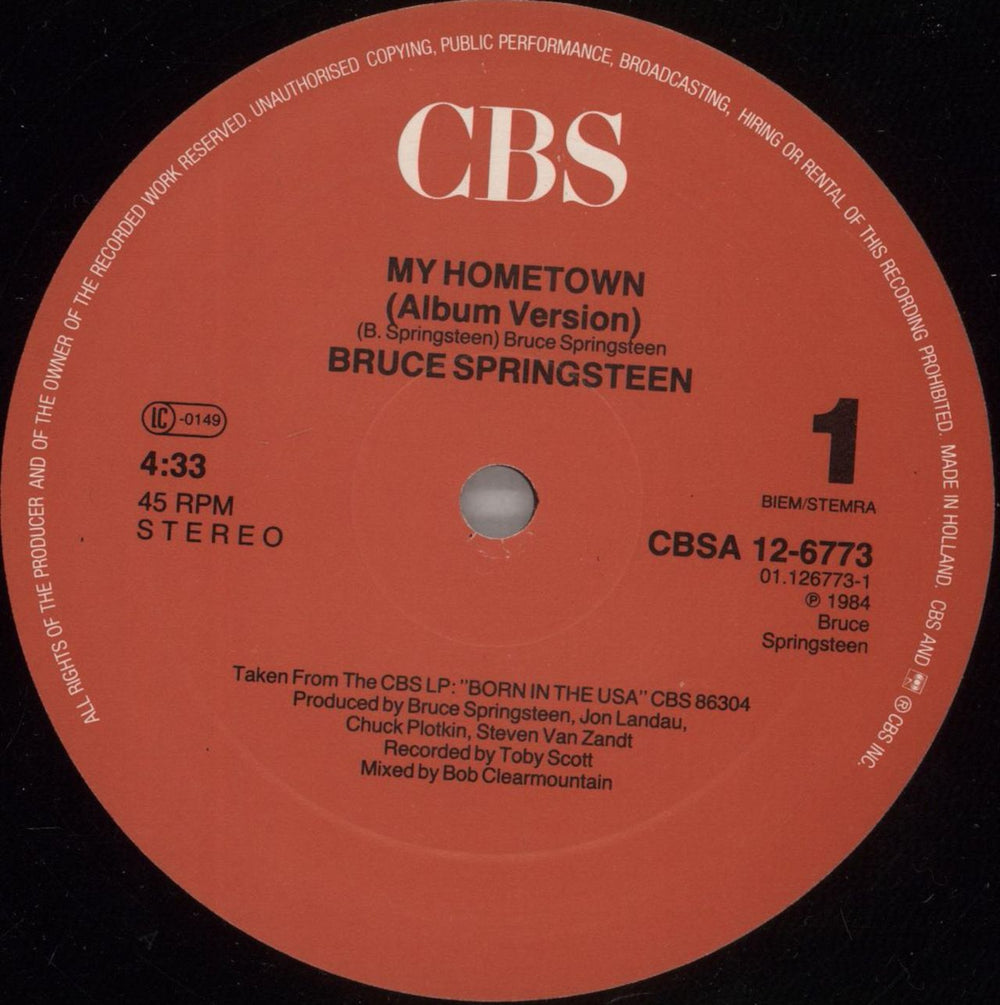 ALL RIGHTS OF THE PRODUCER AND OF THE OWNER OF THE RECORDED WORK RESERVED. UNAUTHORISED COPYING, PUBLIC PERFORMANCE, BROADCASTING, HIRING OR RENTAL OF THIS RECORDING PROHIBITED. MADE IN HOLLAND. CBS AND ® CBS INC.
CBS
MY HOMETOWN
(Album Version)
(B. Springsteen) Bruce Springsteen
BRUCE SPRINGSTEEN
LC -0149
4:33
45 RPM
STEREO
1
BIEM/STEMRA
CBSA 12-6773
01.126773-1
℗ 1984
Bruce
Springsteen
Taken From The CBS LP: "BORN IN THE USA" CBS 86304
Produced by Bruce Springsteen, Jon Landau,
Chuck Plotkin, Steven Van Zandt
Recorded by Toby Scott
Mixed by Bob Clearmountain